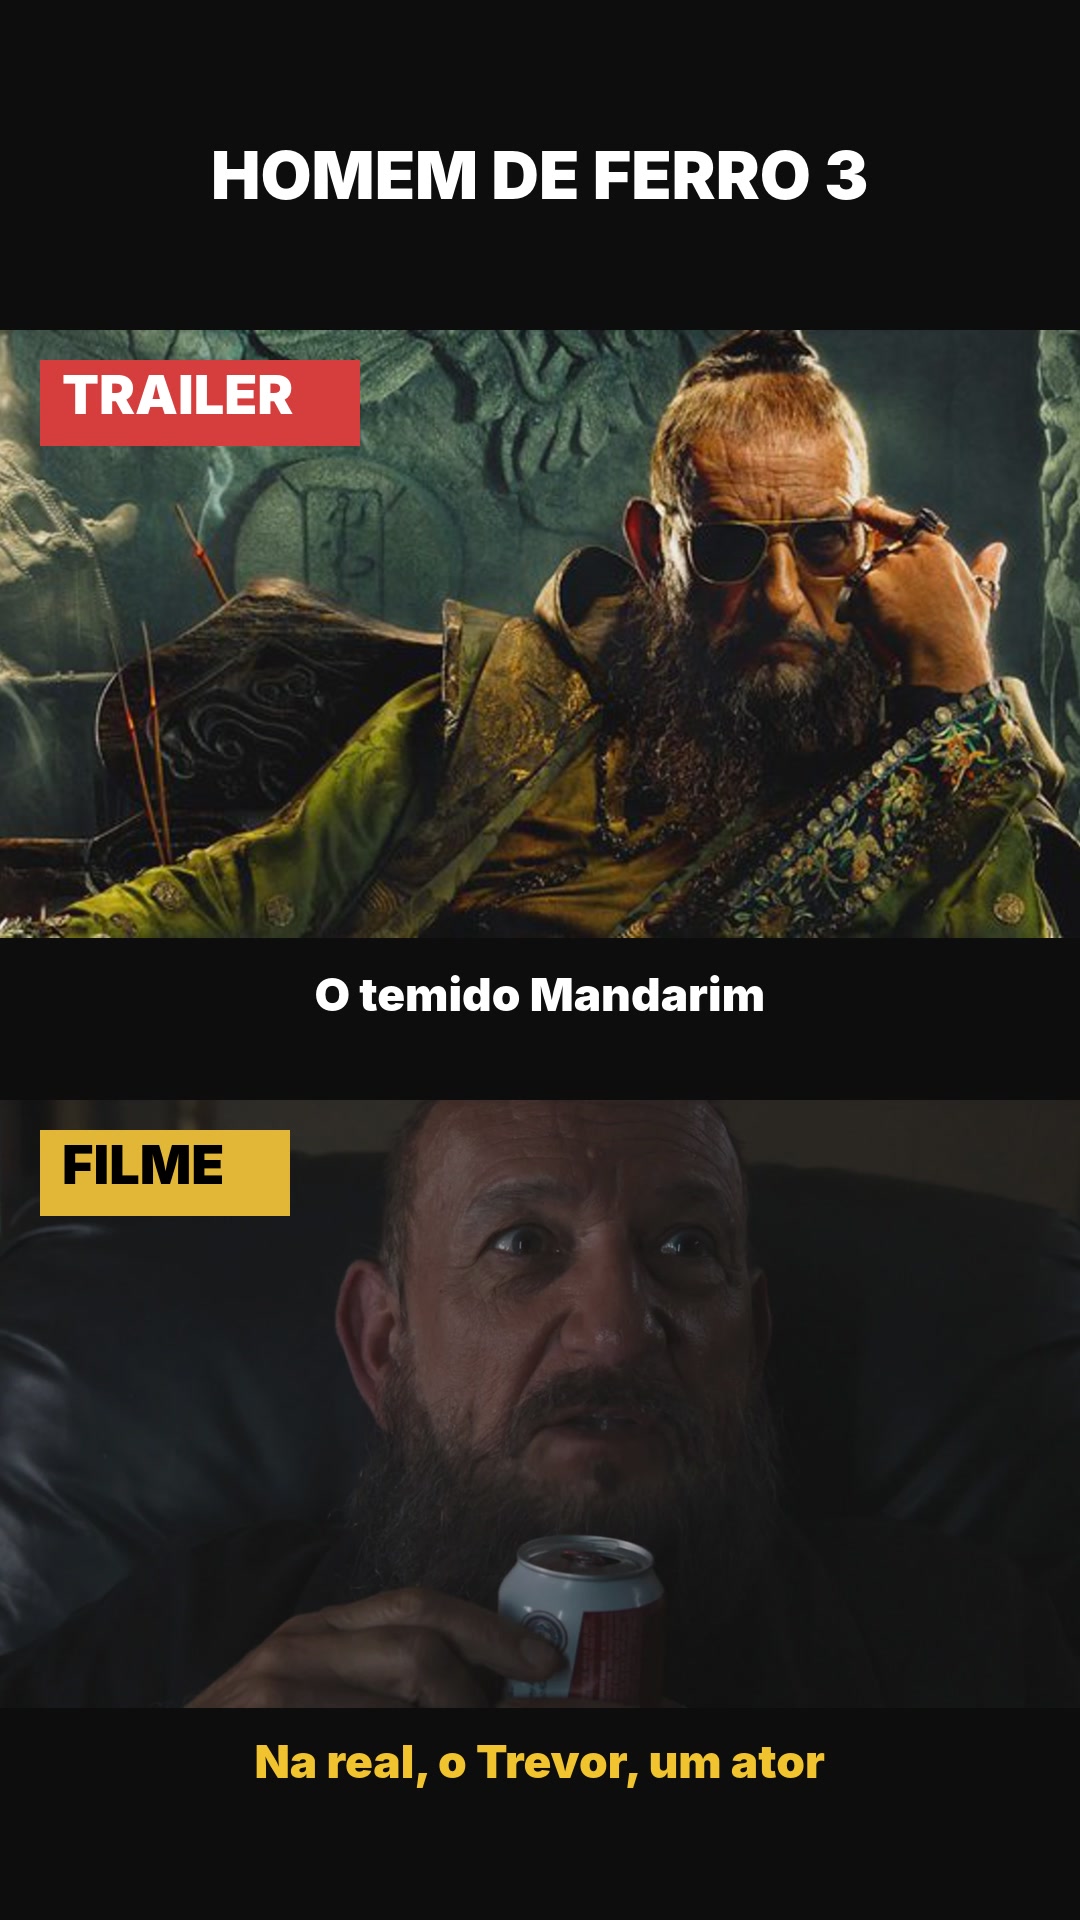 HOMEM DE FERRO 3
TRAILER
O temido Mandarim
FILME
Na real, o Trevor, um ator